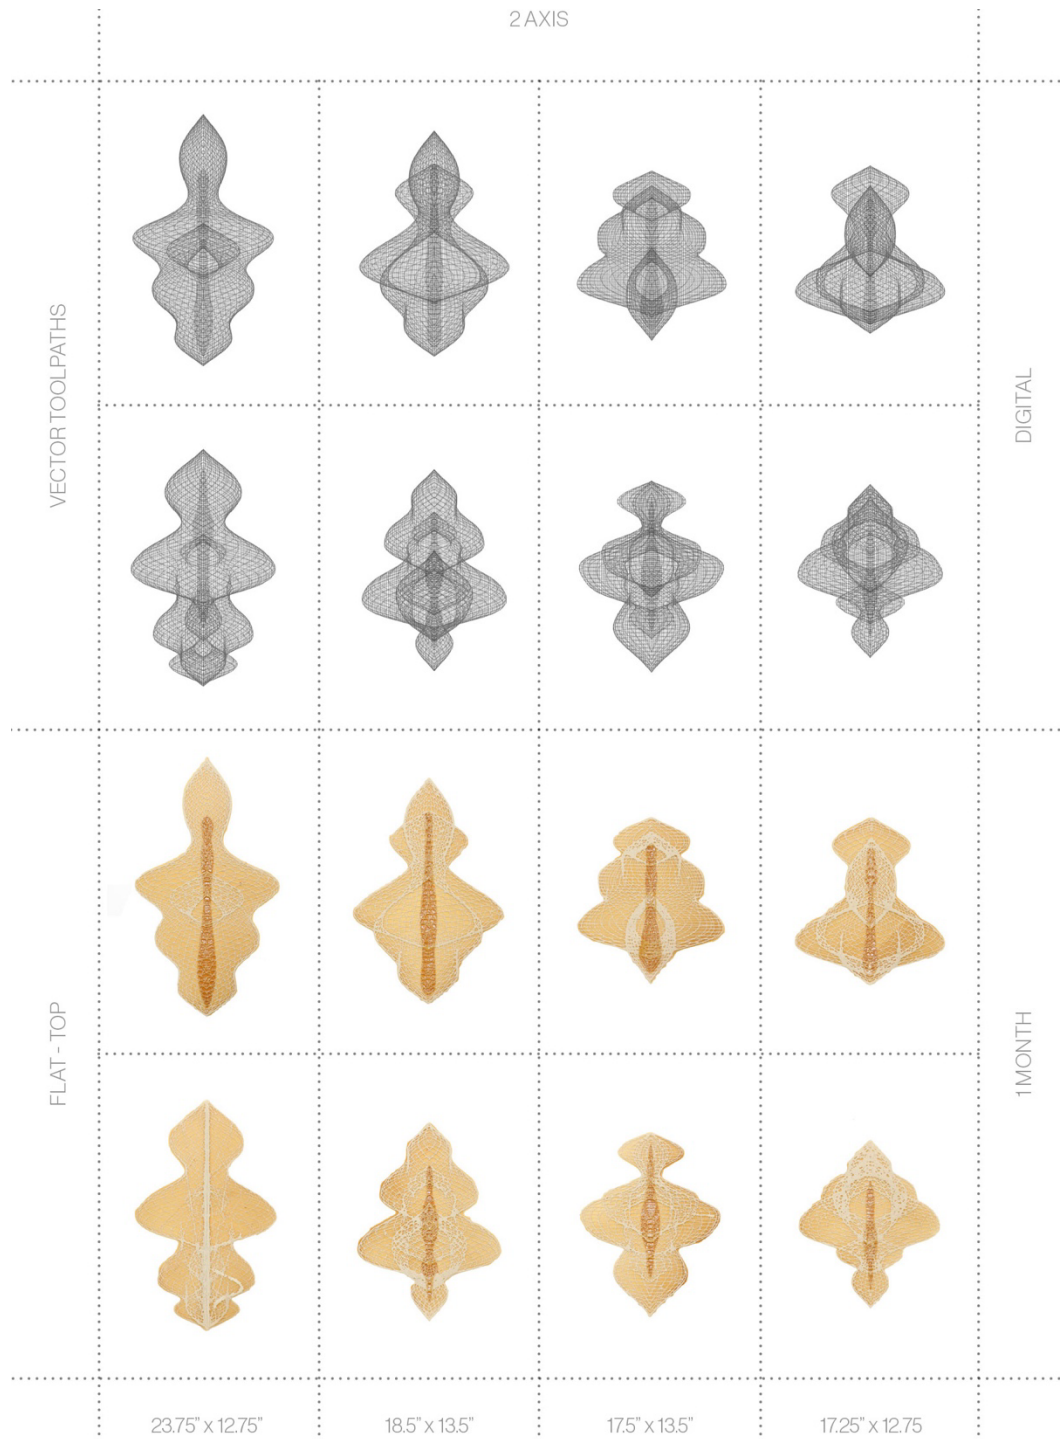 2 AXIS
VECTOR TOOLPATHS
DIGITAL
FLAT - TOP
1 MONTH
23.75" x 12.75"
18.5" x 13.5"
17.5" x 13.5"
17.25" x 12.75